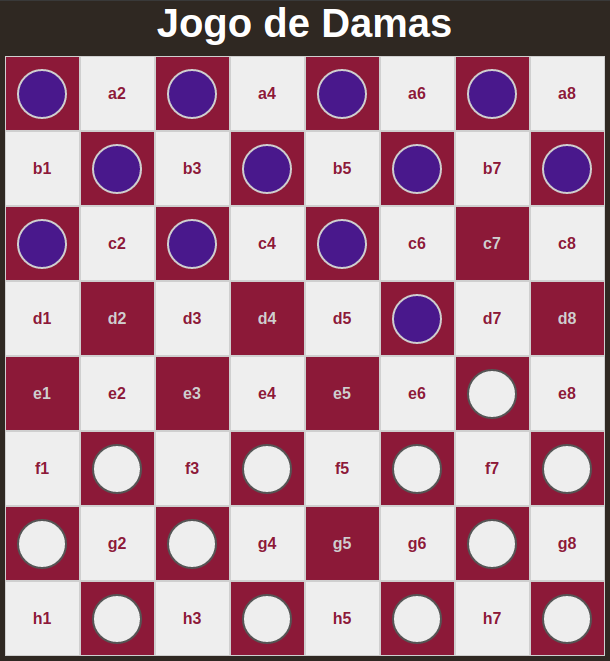 Jogo de Damas
a2 a4 a6 a8
b1 b3 b5 b7
c2 c4 c6 c7 c8
d1 d2 d3 d4 d5 d7 d8
e1 e2 e3 e4 e5 e6 e8
f1 f3 f5 f7
g2 g4 g5 g6 g8
h1 h3 h5 h7